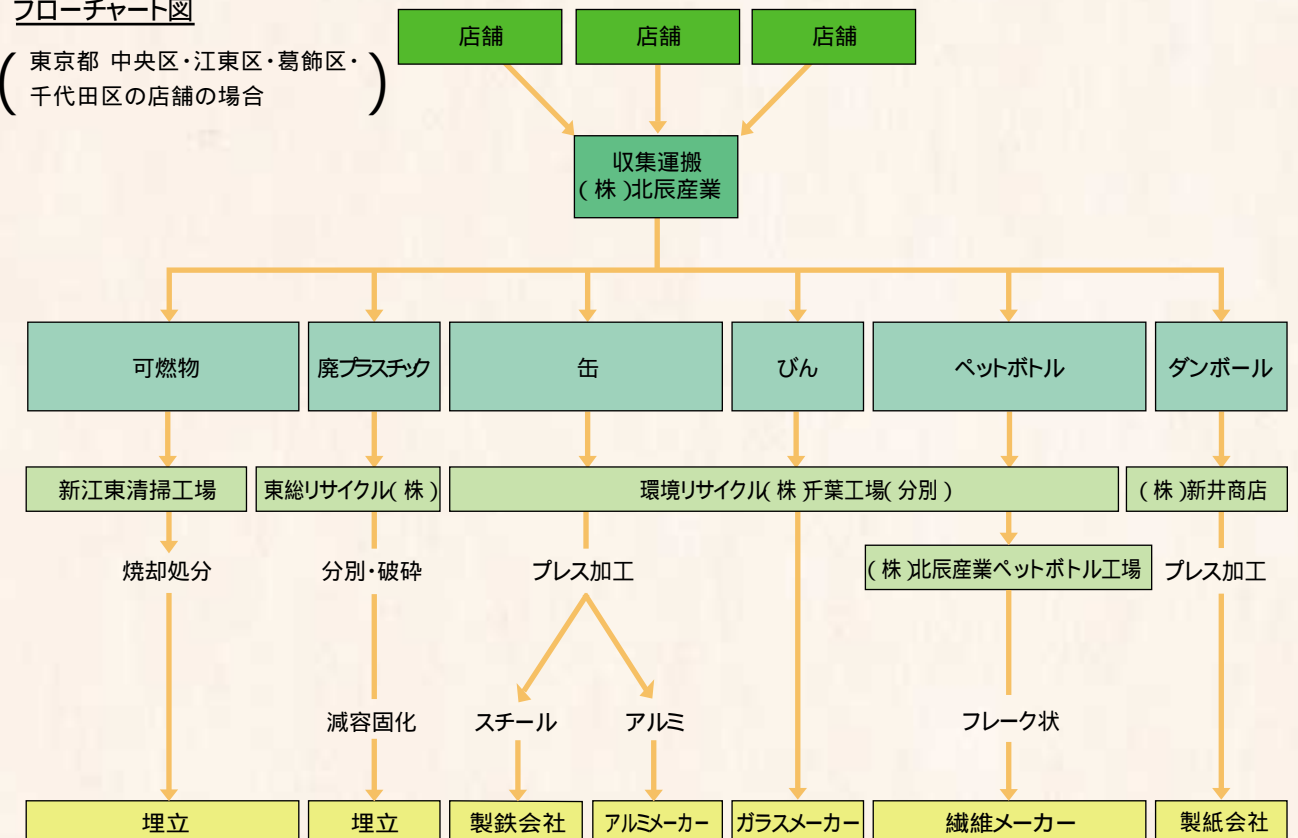 フローチャート図
(東京都 中央区・江東区・葛飾区・
千代田区の店舗の場合)
店舗
店舗
店舗
収集運搬
(株)北辰産業
可燃物
廃プラスチック
缶
びん
ペットボトル
ダンボール
新江東清掃工場
東総リサイクル(株)
環境リサイクル(株)千葉工場(分別)
(株)新井商店
焼却処分
分別・破砕
プレス加工
(株)北辰産業ペットボトル工場
プレス加工
減容固化
スチール
アルミ
フレーク状
埋立
埋立
製鉄会社
アルミメーカー
ガラスメーカー
繊維メーカー
製紙会社